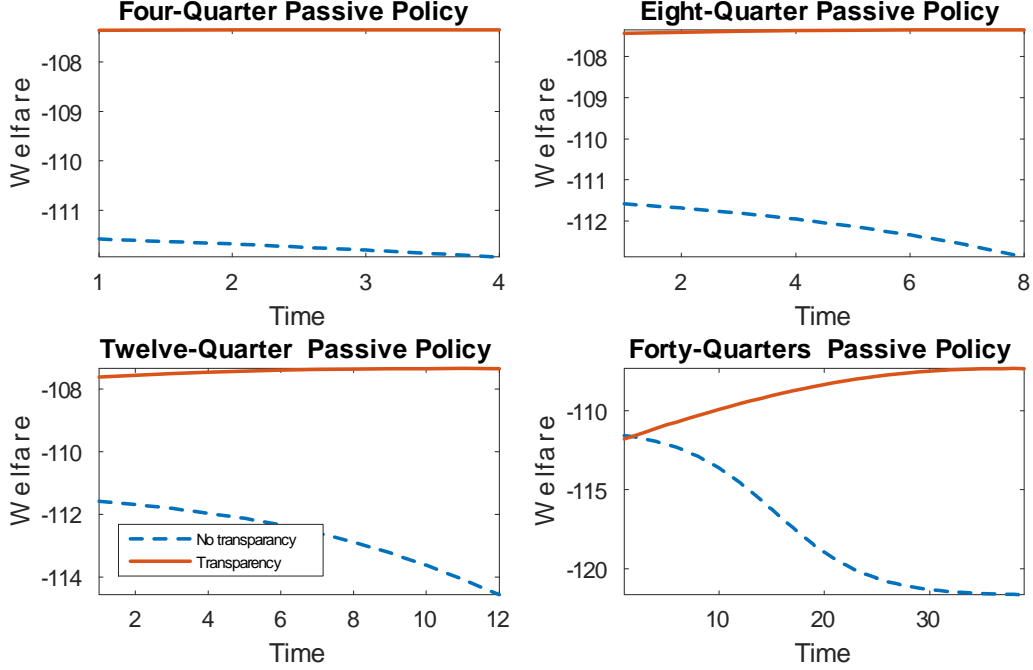 Four-Quarter Passive Policy
Welfare
-108
-109
-110
-111
1
2
3
4
Time
Eight-Quarter Passive Policy
Welfare
-108
-109
-110
-111
-112
2
4
6
8
Time
Twelve-Quarter Passive Policy
Welfare
-108
-110
-112
-114
No transparancy
Transparency
2
4
6
8
10
12
Time
Forty-Quarters Passive Policy
Welfare
-110
-115
-120
10
20
30
Time